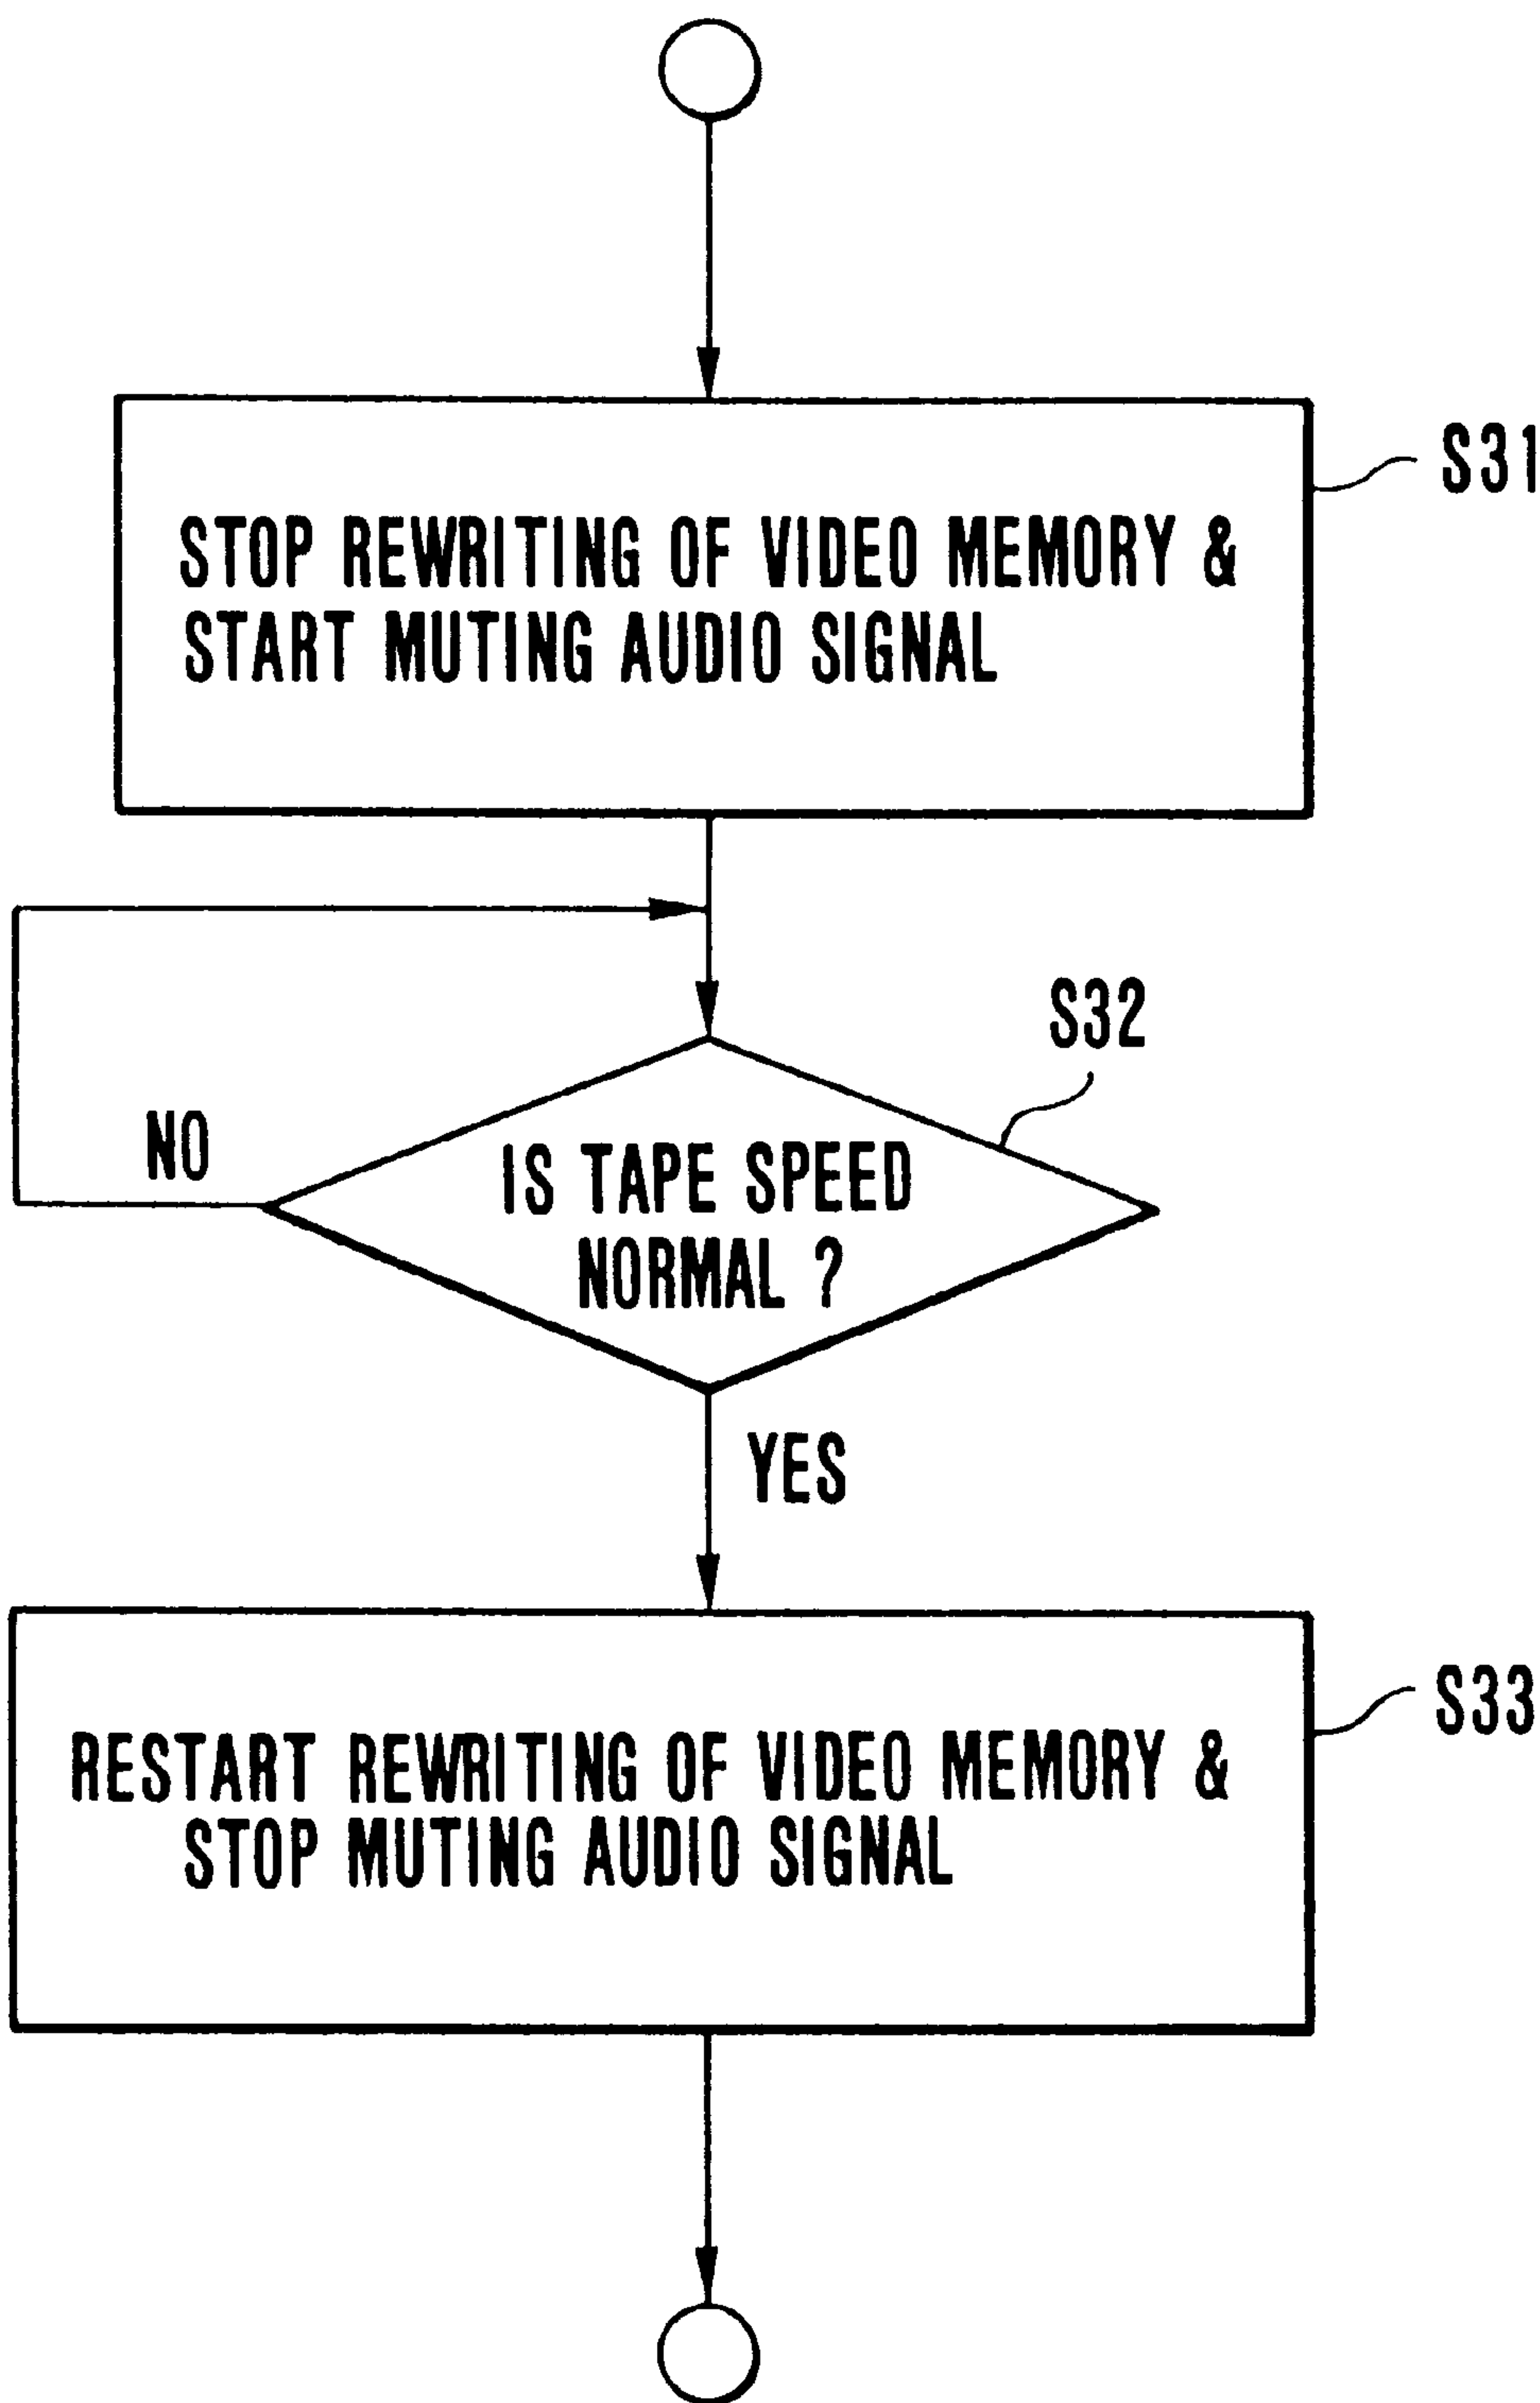 S31
STOP REWRITING OF VIDEO MEMORY &
START MUTING AUDIO SIGNAL
S32
NO
IS TAPE SPEED
NORMAL ?
YES
S33
RESTART REWRITING OF VIDEO MEMORY &
STOP MUTING AUDIO SIGNAL